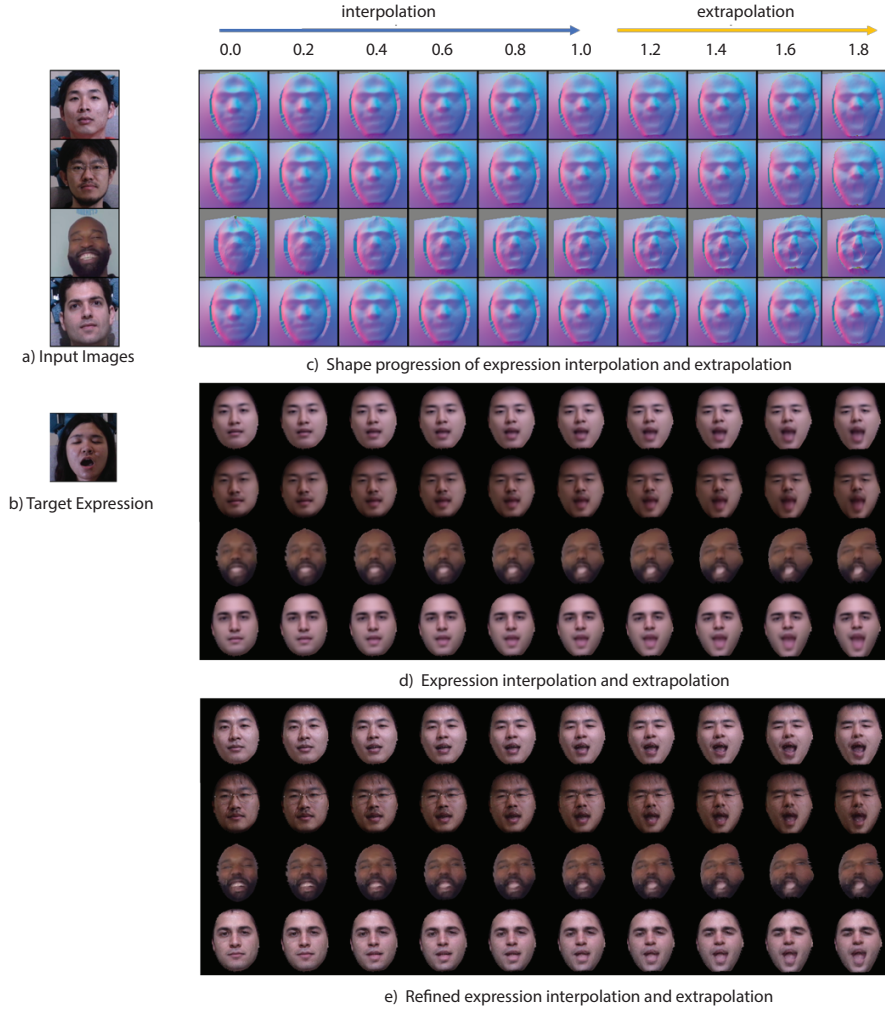 interpolation extrapolation
0.0 0.2 0.4 0.6 0.8 1.0 1.2 1.4 1.6 1.8
a) Input Images
c) Shape progression of expression interpolation and extrapolation
b) Target Expression
d) Expression interpolation and extrapolation
e) Refined expression interpolation and extrapolation